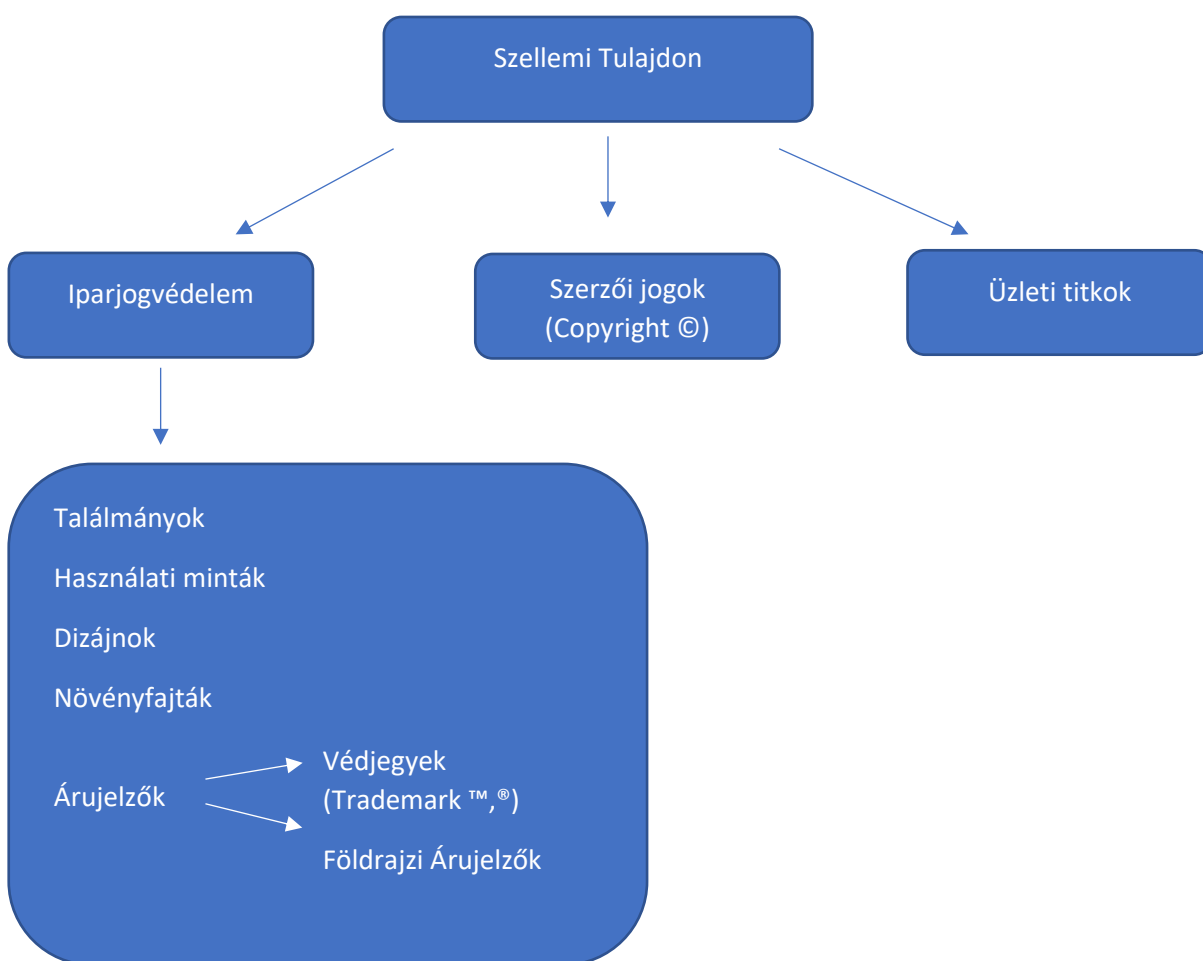 Szellemi Tulajdon
Iparjogvédelem
Szerzői jogok
(Copyright ©)
Üzleti titkok
Találmányok
Használati minták
Dizájnok
Növényfajták
Árujelzők
Védjegyek
(Trademark ™,®)
Földrajzi Árujelzők